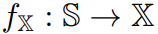 f_𝕏 : 𝕊 → 𝕏